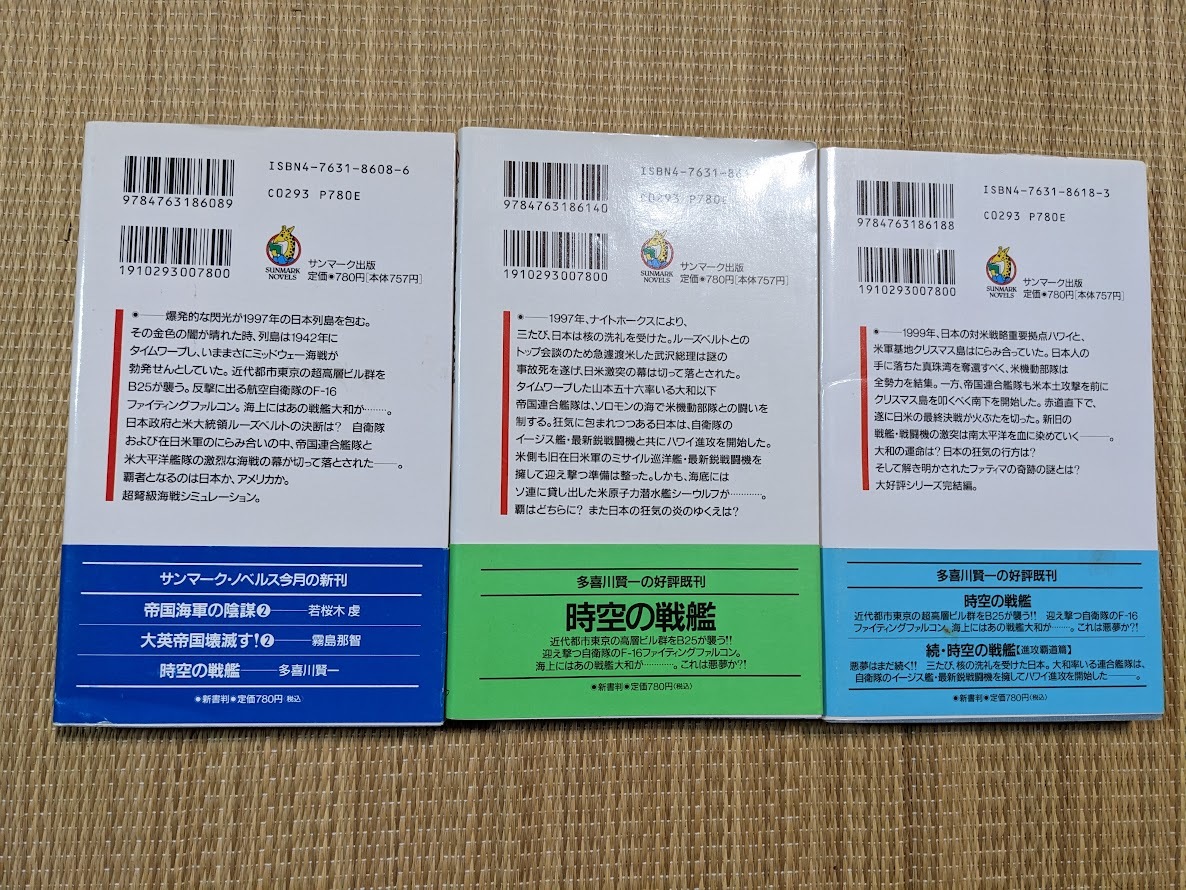 ISBN4-7631-8608-6
C0293 P780E
9784763186089
1910293007800
SUNMARK
NOVELS
サンマーク出版
定価●780円[本体757円]
●――爆発的な閃光が1997年の日本列島を包む。
その金色の闇が晴れた時、列島は1942年に
タイムワープし、いままさにミッドウェー海戦が
勃発せんとしていた。近代都市東京の超高層ビル群を
B25が襲う。反撃に出る航空自衛隊のF-16
ファイティングファルコン。海上にはあの戦艦大和が………。
日本政府と米大統領ルーズベルトの決断は? 自衛隊
および在日米軍のにらみ合いの中、帝国連合艦隊と
米太平洋艦隊の激烈な海戦の幕が切って落とされた――。
覇者となるのは日本か、アメリカか。
超弩級海戦シミュレーション。
サンマーク・ノベルス今月の新刊
帝国海軍の陰謀❷――若桜木 虔
大英帝国壊滅す!❷――霧島那智
時空の戦艦――多喜川賢一
●新書判●定価780円(税込)
ISBN4-7631-86
C0293 P780E
9784763186140
1910293007800
SUNMARK
NOVELS
サンマーク出版
定価●780円[本体757円]
●――1997年、ナイトホークスにより、
三たび、日本は核の洗礼を受けた。ルーズベルトとの
トップ会談のため急遽渡米した武沢総理は謎の
事故死を遂げ、日米激突の幕は切って落とされた。
タイムワープした山本五十六率いる大和以下
帝国連合艦隊は、ソロモンの海で米機動部隊との闘いを
制する。狂気に包まれつつある日本は、自衛隊の
イージス艦・最新鋭戦闘機と共にハワイ進攻を開始した。
米側も旧在日米軍のミサイル巡洋艦・最新鋭戦闘機を
擁して迎え撃つ準備は整った。しかも、海底には
ソ連に貸し出した米原子力潜水艦シーウルフが…………。
覇はどちらに? また日本の狂気の炎のゆくえは?
多喜川賢一の好評既刊
時空の戦艦
近代都市東京の高層ビル群をB25が襲う!!
迎え撃つ自衛隊のF-16ファイティングファルコン。
海上にはあの戦艦大和が…………。これは悪夢か?!
●新書判●定価780円(税込)
ISBN4-7631-8618-3
C0293 P780E
9784763186188
1910293007800
SUNMARK
NOVELS
サンマーク出版
定価●780円[本体757円]
●――1999年、日本の対米戦略重要拠点ハワイと、
米軍基地クリスマス島はにらみ合っていた。日本人の
手に落ちた真珠湾を奪還すべく、米機動部隊は
全勢力を結集。一方、帝国連合艦隊も米本土攻撃を前に
クリスマス島を叩くべく南下を開始した。赤道直下で、
遂に日米の最終決戦が火ぶたを切った。新旧の
戦艦・戦闘機の激突は南太平洋を血に染めていく――。
大和の運命は? 日本の狂気の行方は?
そして解き明かされたファティマの奇跡の謎とは?
大好評シリーズ完結編。
多喜川賢一の好評既刊
時空の戦艦
近代都市東京の超高層ビル群をB25が襲う!! 迎え撃つ自衛隊のF-16
ファイティングファルコン。海上にはあの戦艦大和が………。これは悪夢か?!
続・時空の戦艦【進攻覇道篇】
悪夢はまだ続く!! 三たび、核の洗礼を受けた日本。大和率いる連合艦隊は、
自衛隊のイージス艦・最新鋭戦闘機を擁してハワイ進攻を開始した――。
●新書判●定価780円(税込)